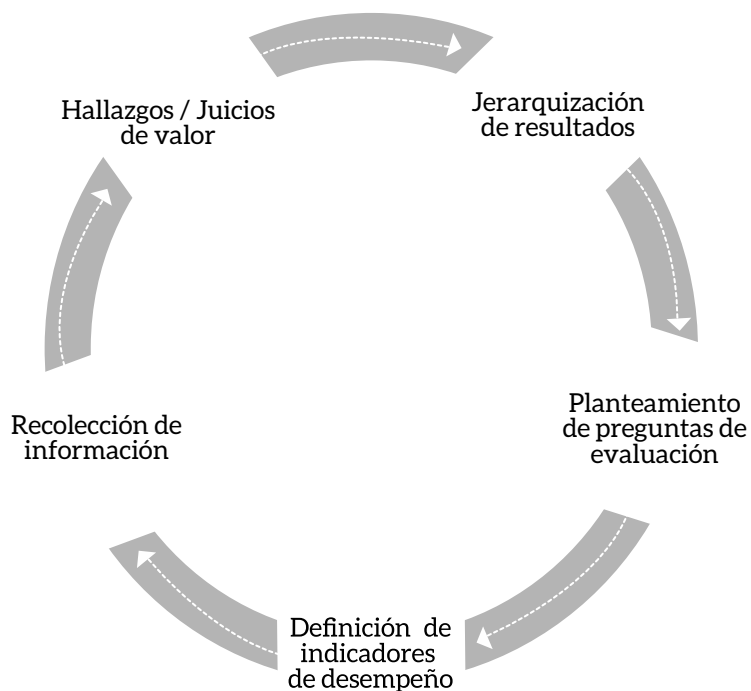 Hallazgos / Juicios
de valor
Jerarquización
de resultados
Planteamiento
de preguntas de
evaluación
Recolección de
información
Definición de
indicadores
de desempeño